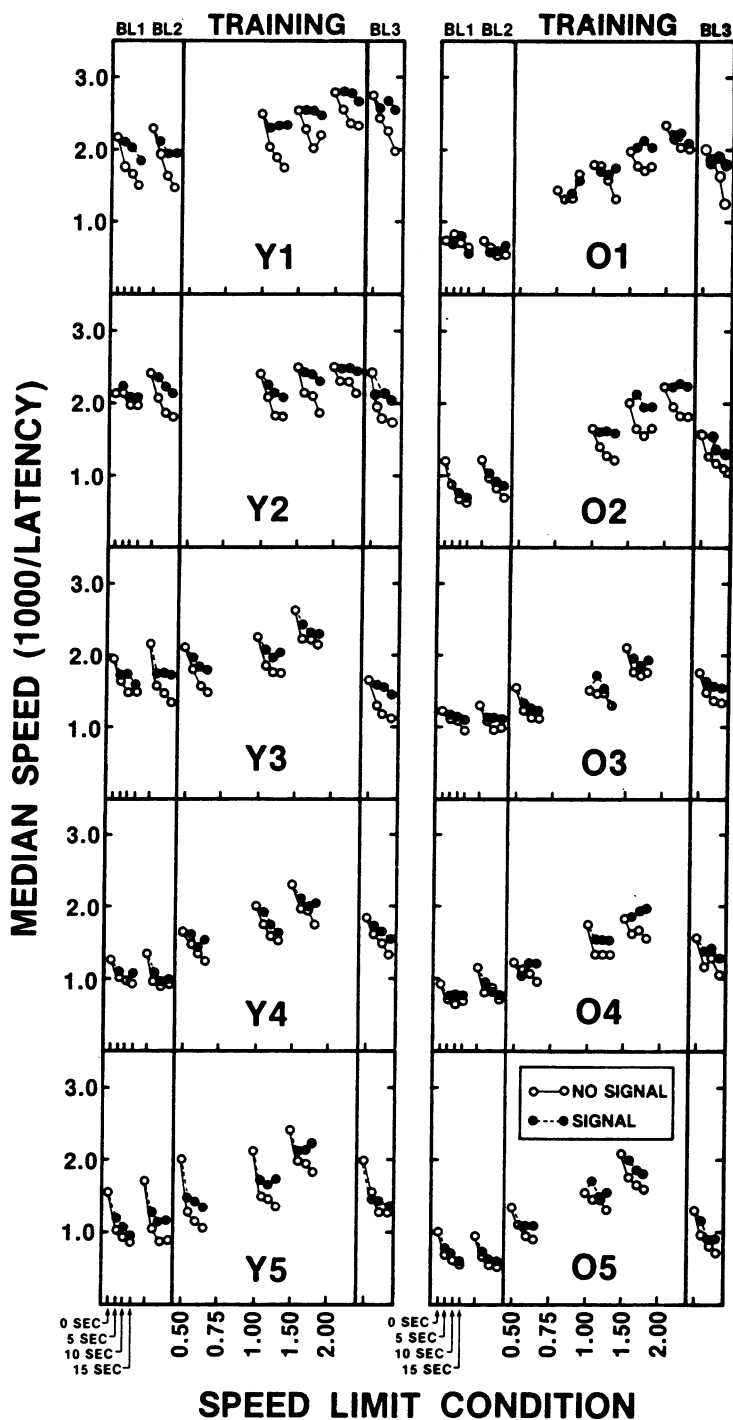 BL1 BL2 TRAINING BL3 BL1 BL2 TRAINING BL3
MEDIAN SPEED (1000/LATENCY)
3.0
2.0
1.0
Y1
O1
3.0
2.0
1.0
Y2
O2
3.0
2.0
1.0
Y3
O3
3.0
2.0
1.0
Y4
O4
3.0
2.0
1.0
Y5
O5
NO SIGNAL
SIGNAL
0 SEC
5 SEC
10 SEC
15 SEC
0.50 0.75 1.00 1.50 2.00
0 SEC
5 SEC
10 SEC
15 SEC
0.50 0.75 1.00 1.50 2.00
SPEED LIMIT CONDITION